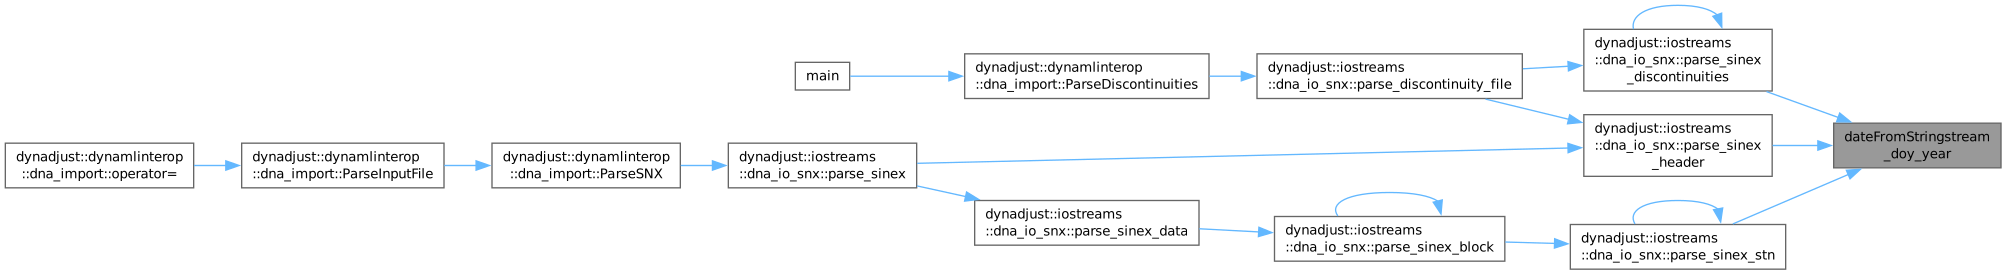 main
dynadjust::dynamlinterop
::dna_import::ParseDiscontinuities
dynadjust::iostreams
::dna_io_snx::parse_discontinuity_file
dynadjust::iostreams
::dna_io_snx::parse_sinex
_discontinuities
dynadjust::iostreams
::dna_io_snx::parse_sinex
_header
dateFromStringstream
_doy_year
dynadjust::dynamlinterop
::dna_import::operator=
dynadjust::dynamlinterop
::dna_import::ParseInputFile
dynadjust::dynamlinterop
::dna_import::ParseSNX
dynadjust::iostreams
::dna_io_snx::parse_sinex
dynadjust::iostreams
::dna_io_snx::parse_sinex_data
dynadjust::iostreams
::dna_io_snx::parse_sinex_block
dynadjust::iostreams
::dna_io_snx::parse_sinex_stn